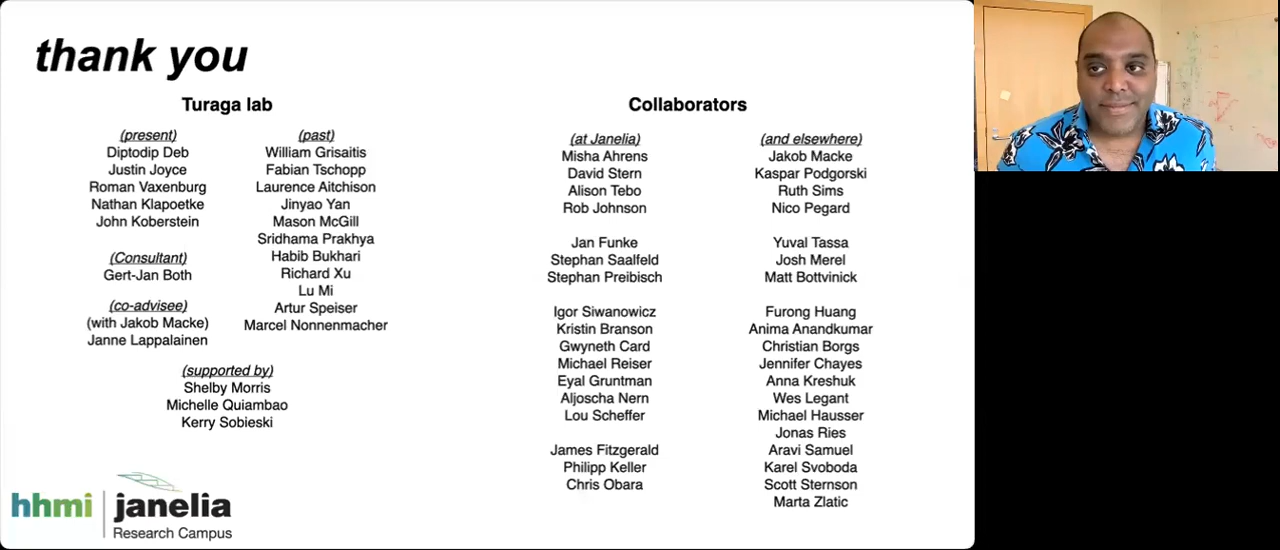 thank you
Turaga lab
(present)
Diptodip Deb
Justin Joyce
Roman Vaxenburg
Nathan Klapoetke
John Koberstein
(Consultant)
Gert-Jan Both
(co-advisee)
(with Jakob Macke)
Janne Lappalainen
(past)
William Grisaitis
Fabian Tschopp
Laurence Aitchison
Jinyao Yan
Mason McGill
Sridhama Prakhya
Habib Bukhari
Richard Xu
Lu Mi
Artur Speiser
Marcel Nonnenmacher
(supported by)
Shelby Morris
Michelle Quiambao
Kerry Sobieski
Collaborators
(at Janelia)
Misha Ahrens
David Stern
Alison Tebo
Rob Johnson
Jan Funke
Stephan Saalfeld
Stephan Preibisch
Igor Siwanowicz
Kristin Branson
Gwyneth Card
Michael Reiser
Eyal Gruntman
Aljoscha Nern
Lou Scheffer
James Fitzgerald
Philipp Keller
Chris Obara
(and elsewhere)
Jakob Macke
Kaspar Podgorski
Ruth Sims
Nico Pegard
Yuval Tassa
Josh Merel
Matt Bottvinick
Furong Huang
Anima Anandkumar
Christian Borgs
Jennifer Chayes
Anna Kreshuk
Wes Legant
Michael Hausser
Jonas Ries
Aravi Samuel
Karel Svoboda
Scott Sternson
Marta Zlatic
hhmi janelia
Research Campus